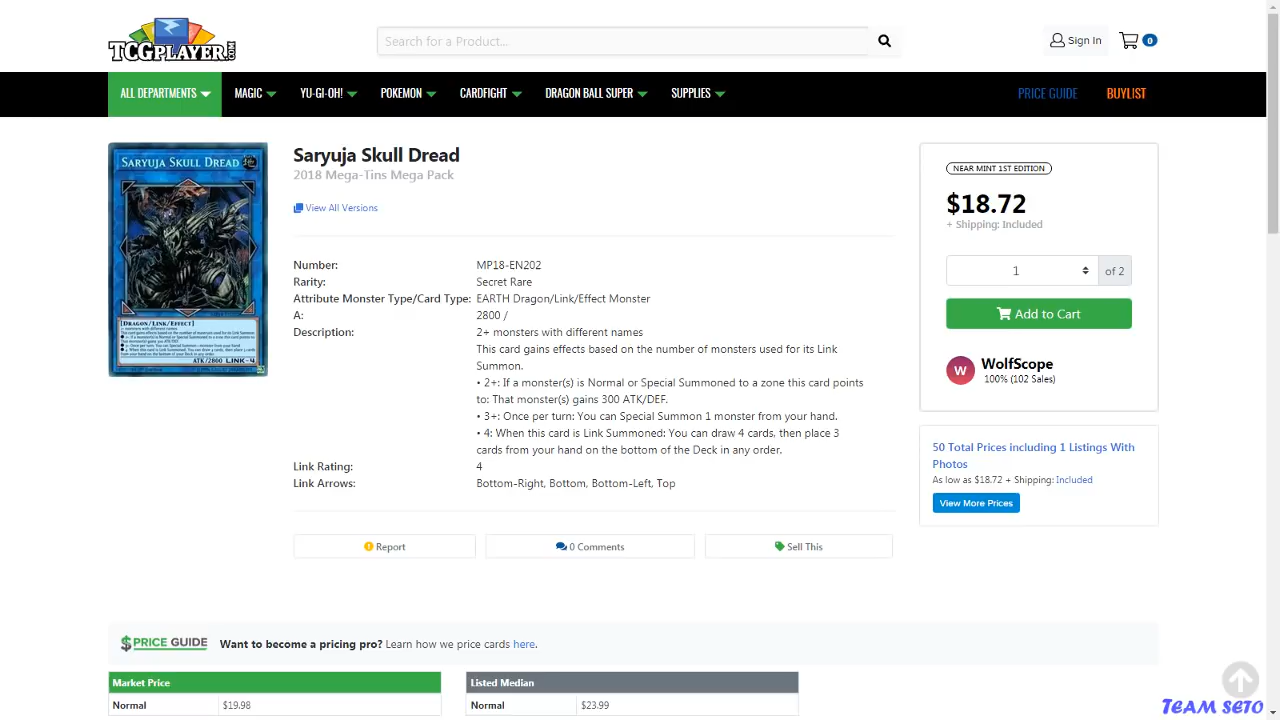 TCGPLAYER.COM
Search for a Product...
Sign In
0
ALL DEPARTMENTS
MAGIC
YU-GI-OH!
POKEMON
CARDFIGHT
DRAGON BALL SUPER
SUPPLIES
PRICE GUIDE
BUYLIST
SARYUJA SKULL DREAD
[DRAGON/LINK/EFFECT]
ATK/2800 LINK-4
Saryuja Skull Dread
2018 Mega-Tins Mega Pack
View All Versions
Number: MP18-EN202
Rarity: Secret Rare
Attribute Monster Type/Card Type: EARTH Dragon/Link/Effect Monster
A: 2800 /
Description: 2+ monsters with different names
This card gains effects based on the number of monsters used for its Link
Summon.
• 2+: If a monster(s) is Normal or Special Summoned to a zone this card points
to: That monster(s) gains 300 ATK/DEF.
• 3+: Once per turn: You can Special Summon 1 monster from your hand.
• 4: When this card is Link Summoned: You can draw 4 cards, then place 3
cards from your hand on the bottom of the Deck in any order.
Link Rating: 4
Link Arrows: Bottom-Right, Bottom, Bottom-Left, Top
Report
0 Comments
Sell This
NEAR MINT 1ST EDITION
$18.72
+ Shipping: Included
1
of 2
Add to Cart
W
WolfScope
100% (102 Sales)
50 Total Prices including 1 Listings With
Photos
As low as $18.72 + Shipping: Included
View More Prices
$PRICE GUIDE
Want to become a pricing pro? Learn how we price cards here.
Market Price
Normal $19.98
Listed Median
Normal $23.99
TEAM SETO